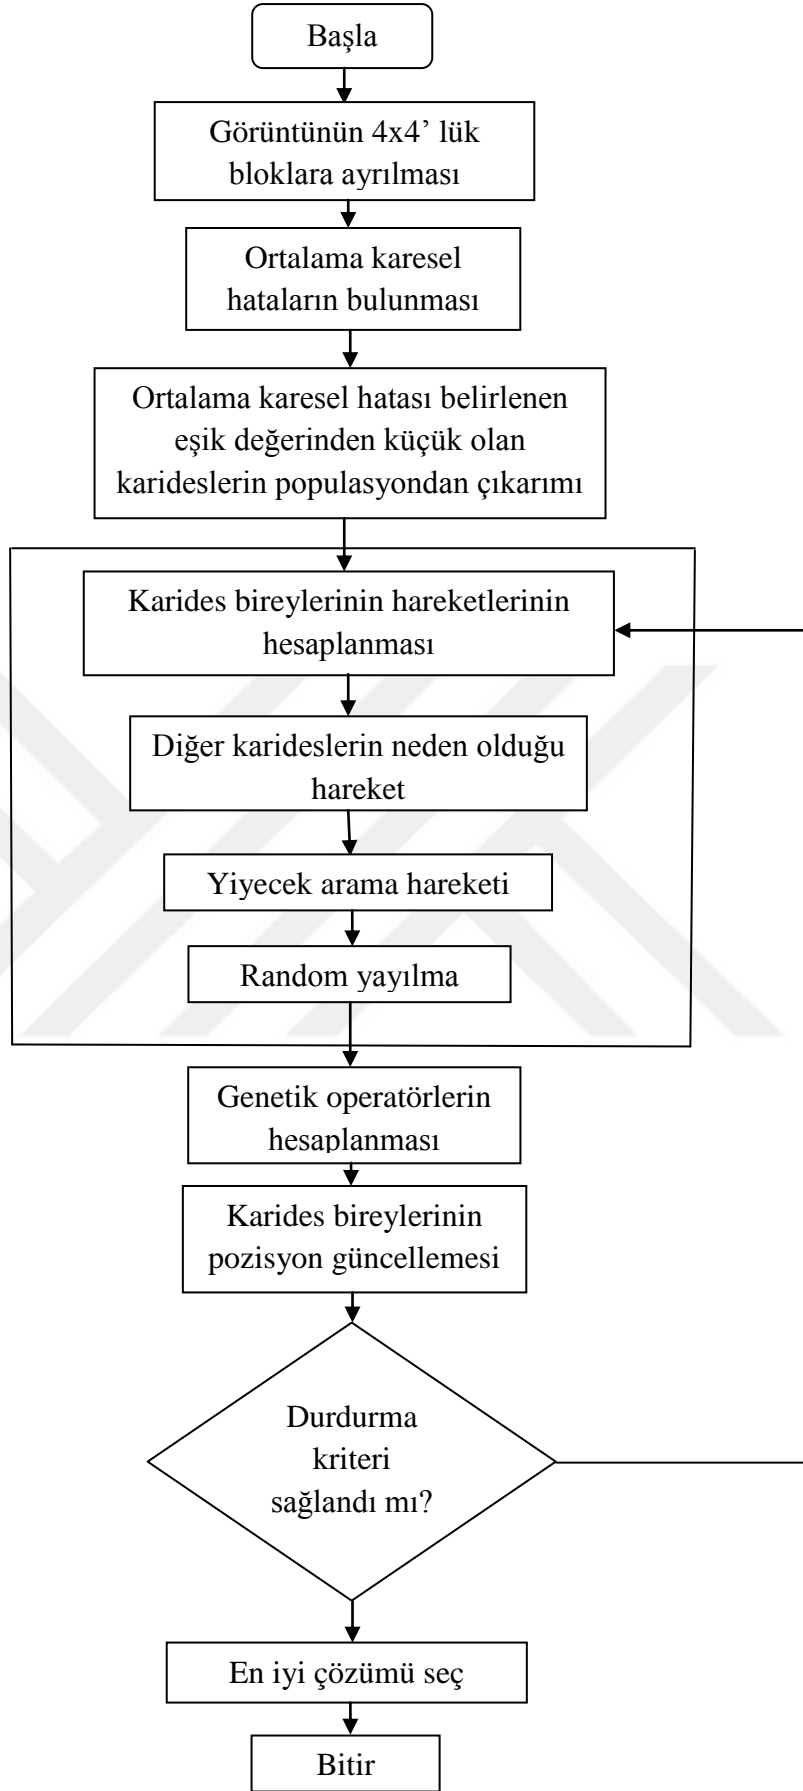 Başla
Görüntünün 4x4’ lük
bloklara ayrılması
Ortalama karesel
hataların bulunması
Ortalama karesel hatası belirlenen
eşik değerinden küçük olan
karideslerin populasyondan çıkarımı
Karides bireylerinin hareketlerinin
hesaplanması
Diğer karideslerin neden olduğu
hareket
Yiyecek arama hareketi
Random yayılma
Genetik operatörlerin
hesaplanması
Karides bireylerinin
pozisyon güncellemesi
Durdurma
kriteri
sağlandı mı?
En iyi çözümü seç
Bitir